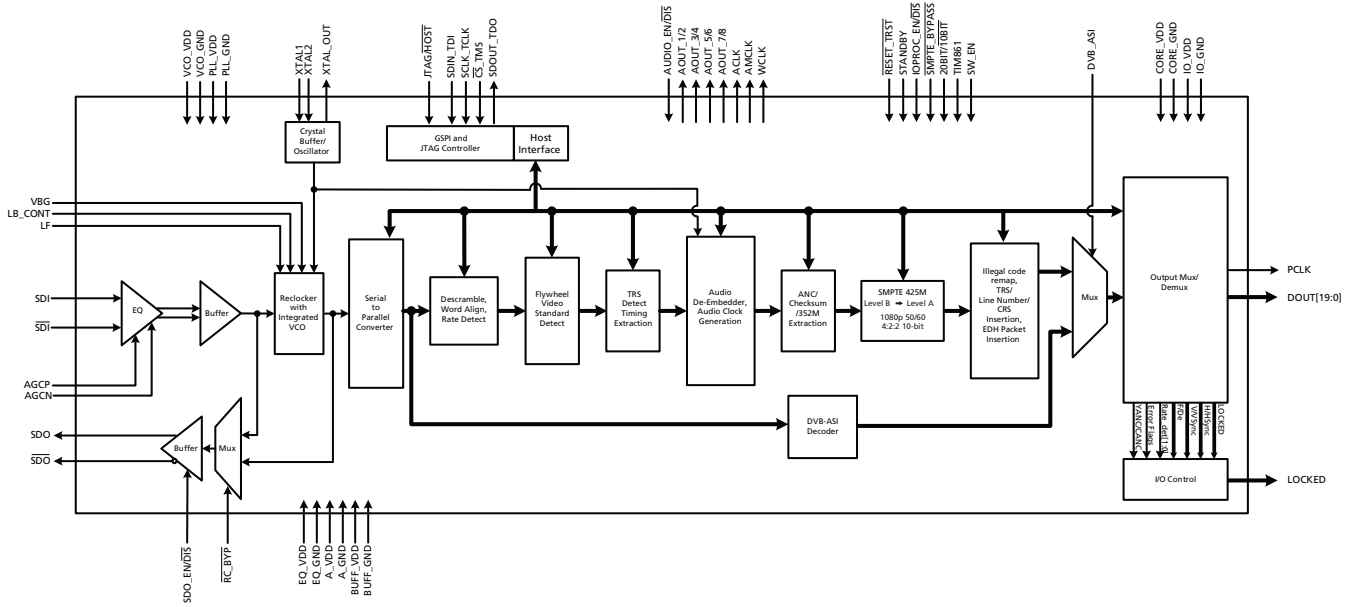 VCO_VDD
VCO_GND
PLL_VDD
PLL_GND
XTAL1
XTAL2
XTAL_OUT
JTAG/HOST
SDIN_TDI
SCLK_TCLK
CS_TMS
SDOUT_TDO
AUDIO_EN/DIS
AOUT_1/2
AOUT_3/4
AOUT_5/6
AOUT_7/8
ACLK
AMCLK
WCLK
RESET_TRST
STANDBY
IOPROC_EN/DIS
SMPTE_BYPASS
20BIT/10BIT
TIM861
SW_EN
DVB_ASI
CORE_VDD
CORE_GND
IO_VDD
IO_GND
Crystal
Buffer/
Oscillator
GSPI and
JTAG Controller
Host
Interface
VBG
LB_CONT
LF
SDI
SDI
AGCP
AGCN
EQ
Buffer
Reclocker
with
Integrated
VCO
Serial
to
Parallel
Converter
Descramble,
Word Align,
Rate Detect
Flywheel
Video
Standard
Detect
TRS
Detect
Timing
Extraction
Audio
De-Embedder,
Audio Clock
Generation
ANC/
Checksum
/352M
Extraction
SMPTE 425M
Level B → Level A
1080p 50/60
4:2:2 10-bit
Illegal code
remap,
TRS/
Line Number/
CRS
Insertion,
EDH Packet
Insertion
Mux
Output Mux/
Demux
PCLK
DOUT[19:0]
DVB-ASI
Decoder
SDO
SDO
Buffer
Mux
YANC/CANC
Error Flags
Rate_det[1:0]
F/De
V/VSync
H/HSync
LOCKED
I/O Control
LOCKED
SDO_EN/DIS
RC_BYP
EQ_VDD
EQ_GND
A_VDD
A_GND
BUFF_VDD
BUFF_GND